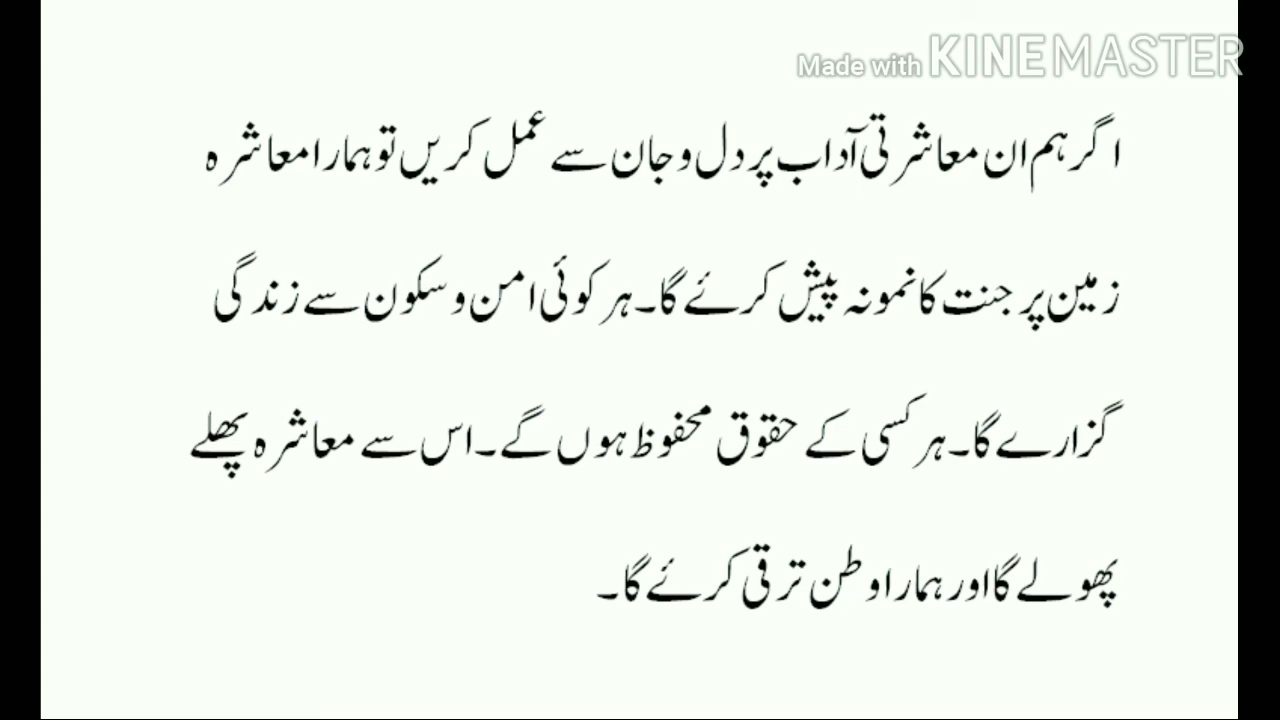 Made with KINEMASTER
اگر ہم ان معاشرتی آداب پر دل و جان سے عمل کریں تو ہمارا معاشرہ
زمین پر جنت کا نمونہ پیش کرئے گا۔ ہر کوئی امن و سکون سے زندگی
گزارے گا۔ ہر کسی کے حقوق محفوظ ہوں گے۔ اس سے معاشرہ پھلے
پھولے گا اور ہمارا وطن ترقی کرئے گا۔